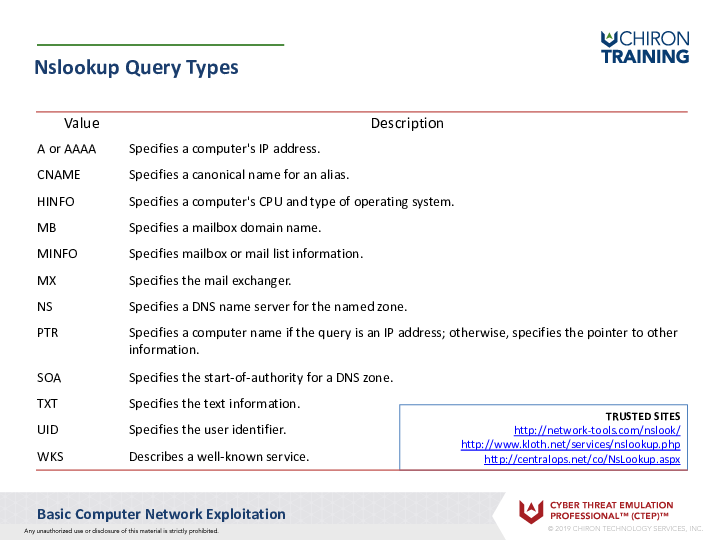 CHIRON
TRAINING
Nslookup Query Types
Value Description
A or AAAA Specifies a computer's IP address.
CNAME Specifies a canonical name for an alias.
HINFO Specifies a computer's CPU and type of operating system.
MB Specifies a mailbox domain name.
MINFO Specifies mailbox or mail list information.
MX Specifies the mail exchanger.
NS Specifies a DNS name server for the named zone.
PTR Specifies a computer name if the query is an IP address; otherwise, specifies the pointer to other
information.
SOA Specifies the start-of-authority for a DNS zone.
TXT Specifies the text information.
UID Specifies the user identifier.
WKS Describes a well-known service.
TRUSTED SITES
http://network-tools.com/nslook/
http://www.kloth.net/services/nslookup.php
http://centralops.net/co/NsLookup.aspx
Basic Computer Network Exploitation
Any unauthorized use or disclosure of this material is strictly prohibited.
CYBER THREAT EMULATION
PROFESSIONAL™ (CTEP)™
© 2019 CHIRON TECHNOLOGY SERVICES, INC.